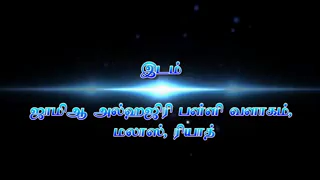 இடம்
ஜாமிஆ அல்ஹஜிரி பள்ளி வளாகம்,
மலாஸ், ரியாத்